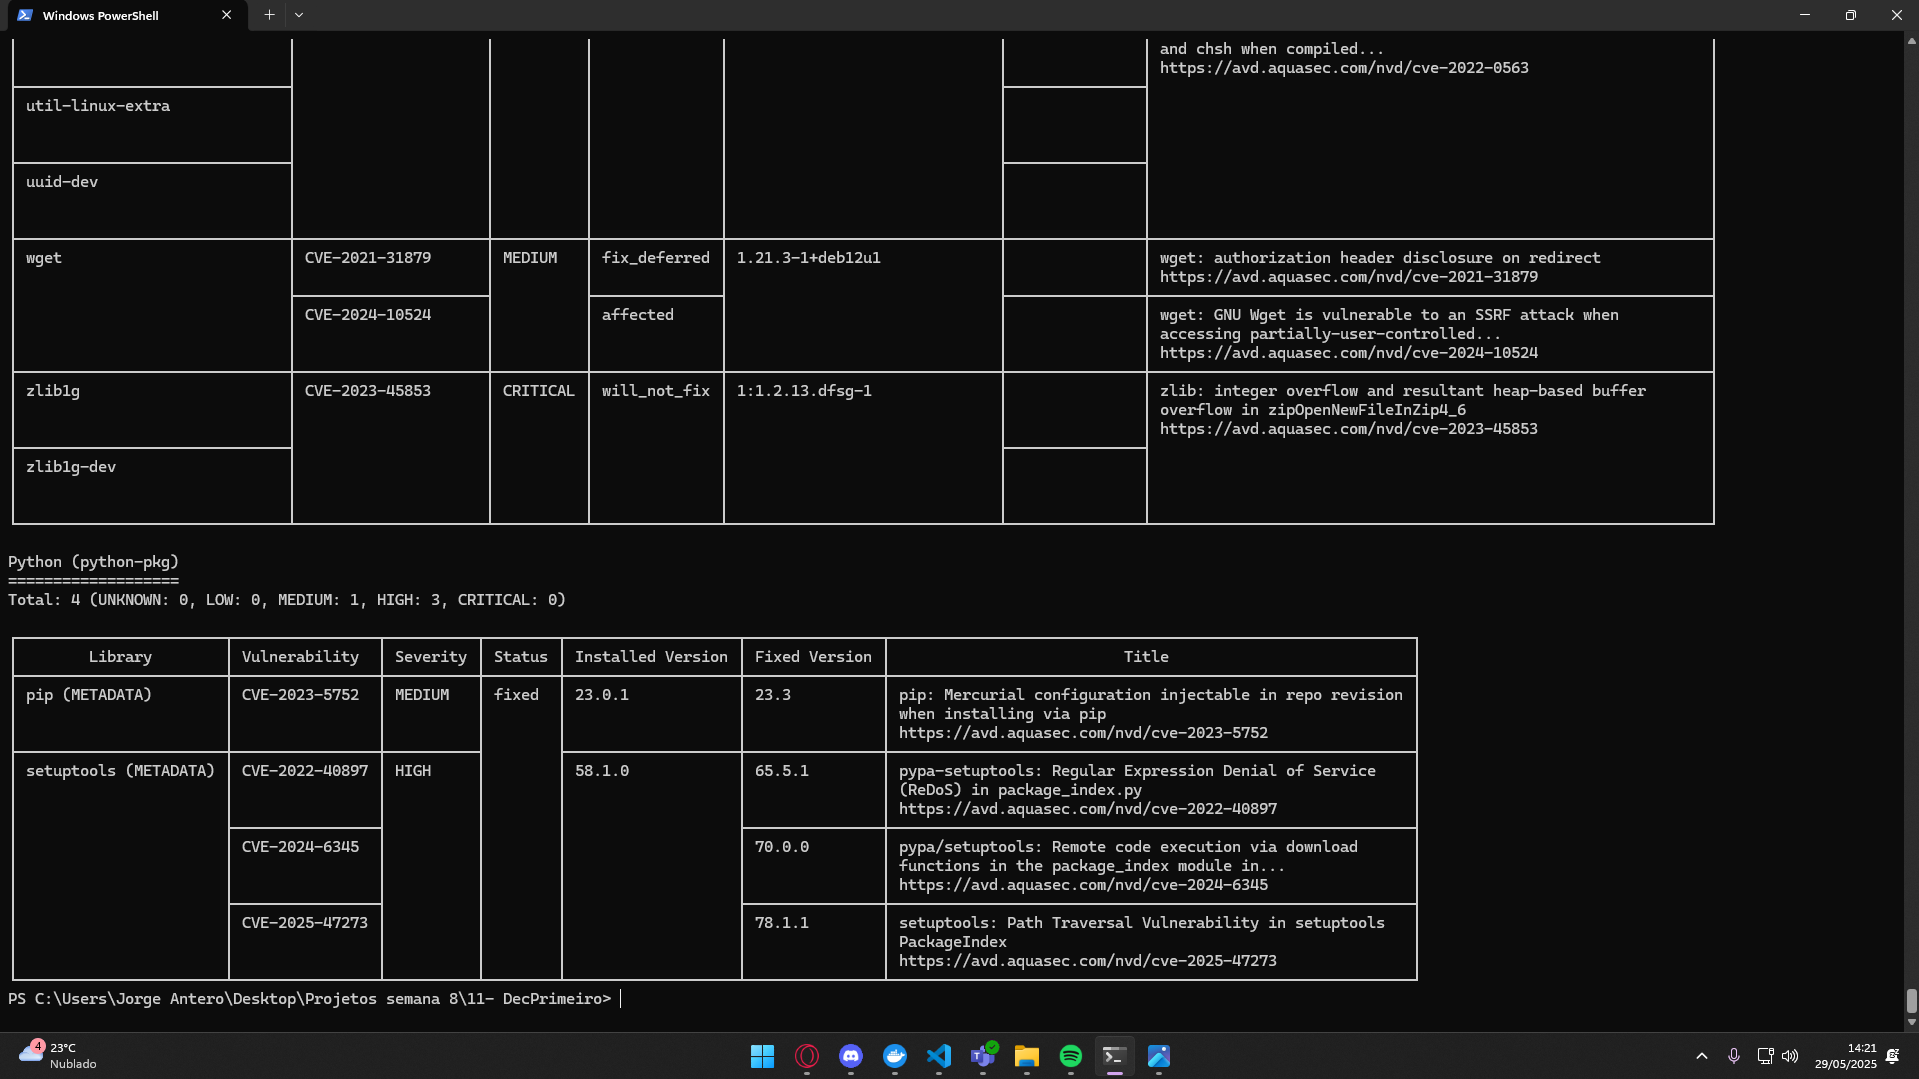 Windows PowerShell
and chsh when compiled...
https://avd.aquasec.com/nvd/cve-2022-0563
util-linux-extra
uuid-dev
wget CVE-2021-31879 MEDIUM fix_deferred 1.21.3-1+deb12u1 wget: authorization header disclosure on redirect
https://avd.aquasec.com/nvd/cve-2021-31879
CVE-2024-10524 affected wget: GNU Wget is vulnerable to an SSRF attack when
accessing partially-user-controlled...
https://avd.aquasec.com/nvd/cve-2024-10524
zlib1g CVE-2023-45853 CRITICAL will_not_fix 1:1.2.13.dfsg-1 zlib: integer overflow and resultant heap-based buffer
overflow in zipOpenNewFileInZip4_6
https://avd.aquasec.com/nvd/cve-2023-45853
zlib1g-dev
Python (python-pkg)
===================
Total: 4 (UNKNOWN: 0, LOW: 0, MEDIUM: 1, HIGH: 3, CRITICAL: 0)
Library Vulnerability Severity Status Installed Version Fixed Version Title
pip (METADATA) CVE-2023-5752 MEDIUM fixed 23.0.1 23.3 pip: Mercurial configuration injectable in repo revision
when installing via pip
https://avd.aquasec.com/nvd/cve-2023-5752
setuptools (METADATA) CVE-2022-40897 HIGH 58.1.0 65.5.1 pypa-setuptools: Regular Expression Denial of Service
(ReDoS) in package_index.py
https://avd.aquasec.com/nvd/cve-2022-40897
CVE-2024-6345 70.0.0 pypa/setuptools: Remote code execution via download
functions in the package_index module in...
https://avd.aquasec.com/nvd/cve-2024-6345
CVE-2025-47273 78.1.1 setuptools: Path Traversal Vulnerability in setuptools
PackageIndex
https://avd.aquasec.com/nvd/cve-2025-47273
PS C:\Users\Jorge Antero\Desktop\Projetos semana 8\11- DecPrimeiro>
4
23°C
Nublado
14:21
29/05/2025